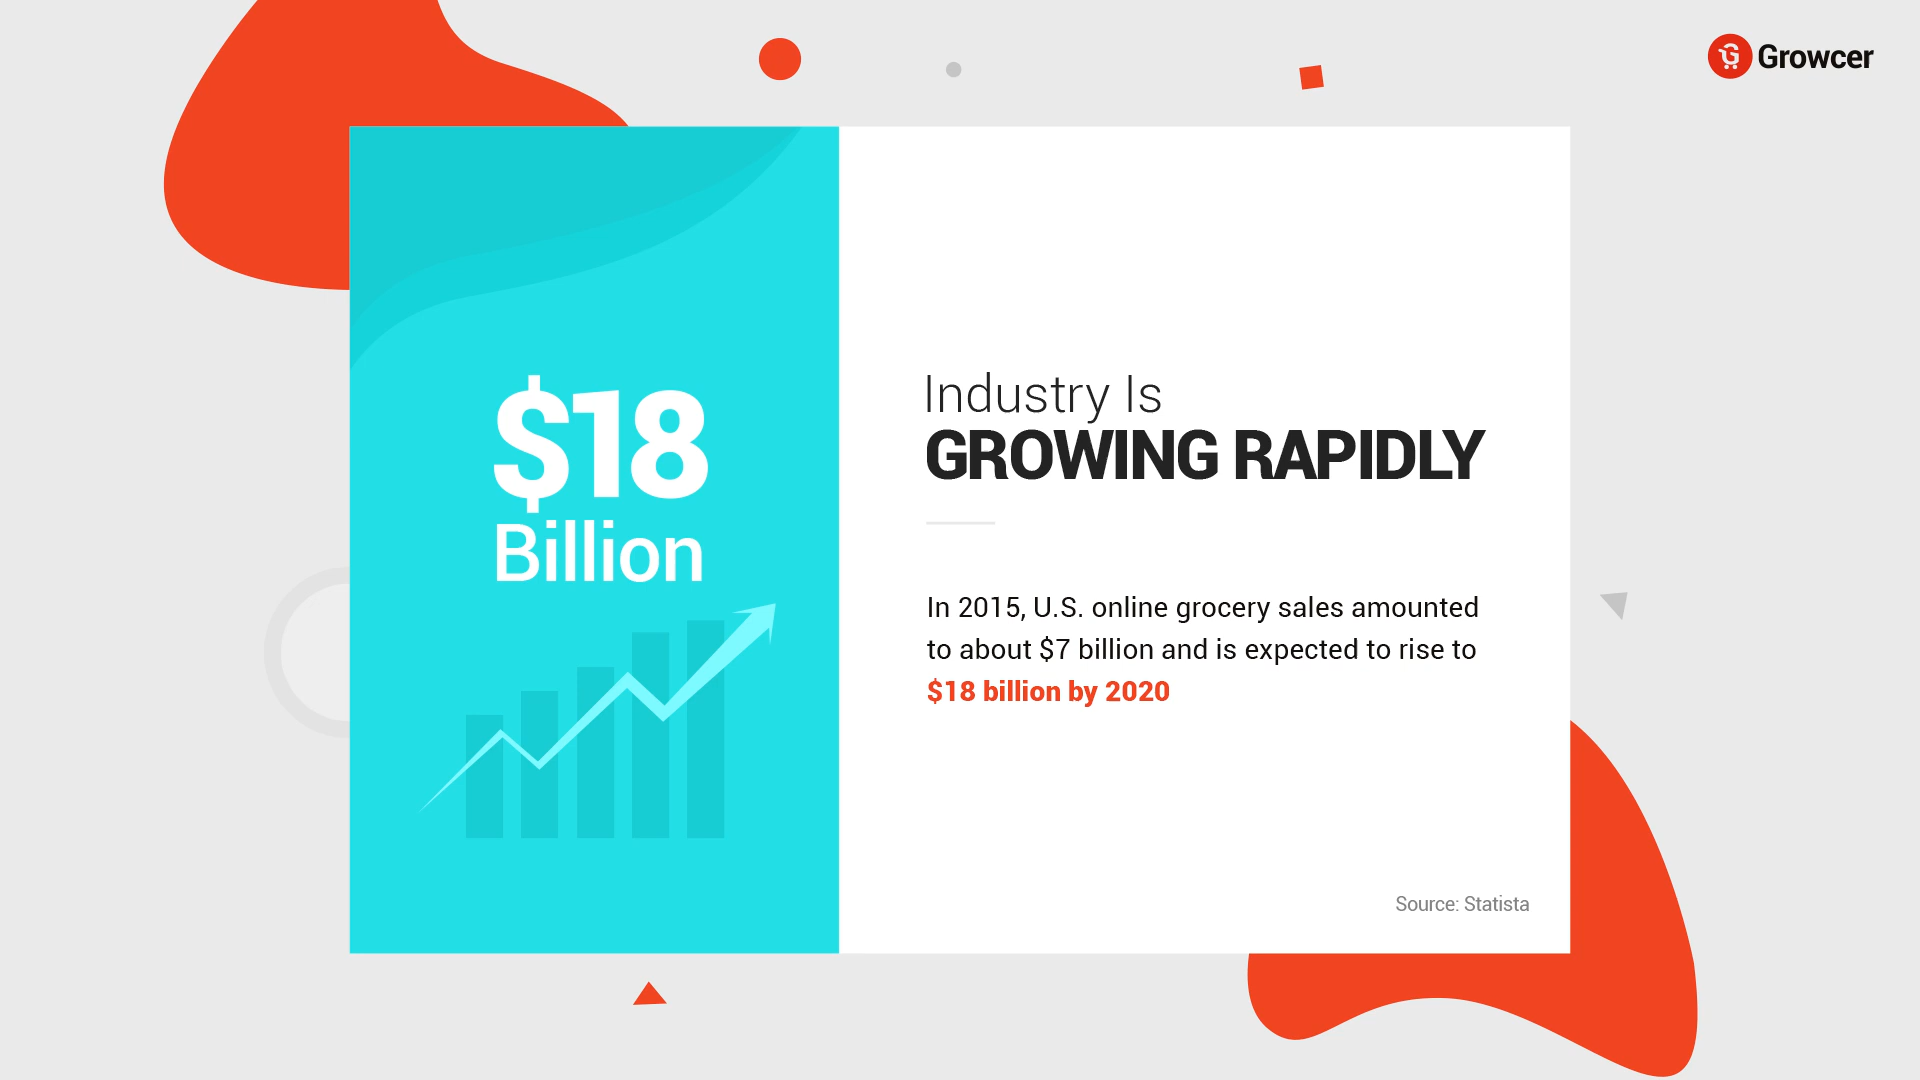 Growcer
$18
Billion
Industry Is
GROWING RAPIDLY
In 2015, U.S. online grocery sales amounted
to about $7 billion and is expected to rise to
$18 billion by 2020
Source: Statista